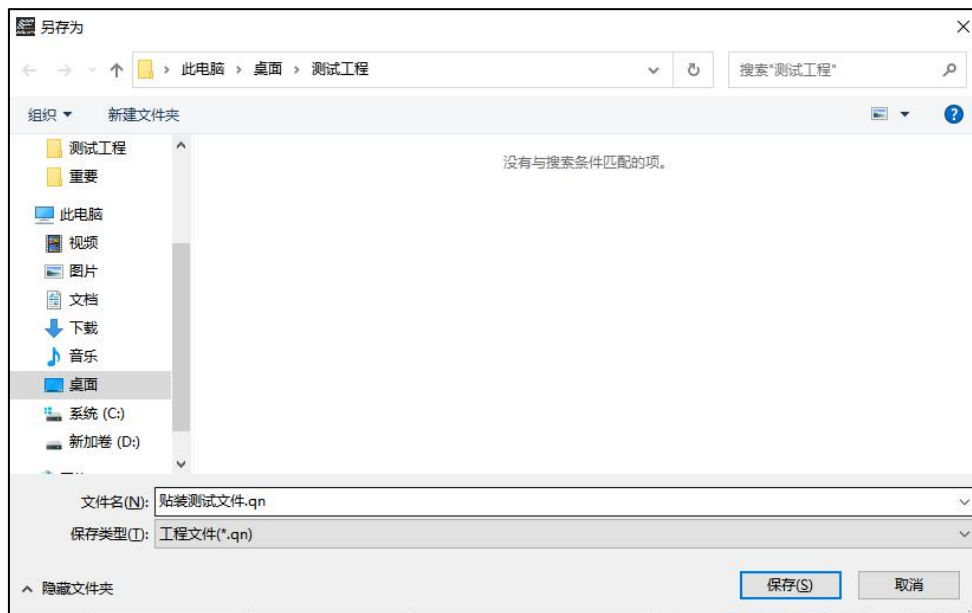 另存为
此电脑 > 桌面 > 测试工程
搜索"测试工程"
组织
新建文件夹
测试工程
重要
没有与搜索条件匹配的项。
此电脑
视频
图片
文档
下载
音乐
桌面
系统 (C:)
新加卷 (D:)
文件名(N): 贴装测试文件.qn
保存类型(T): 工程文件(*.qn)
隐藏文件夹
保存(S)
取消